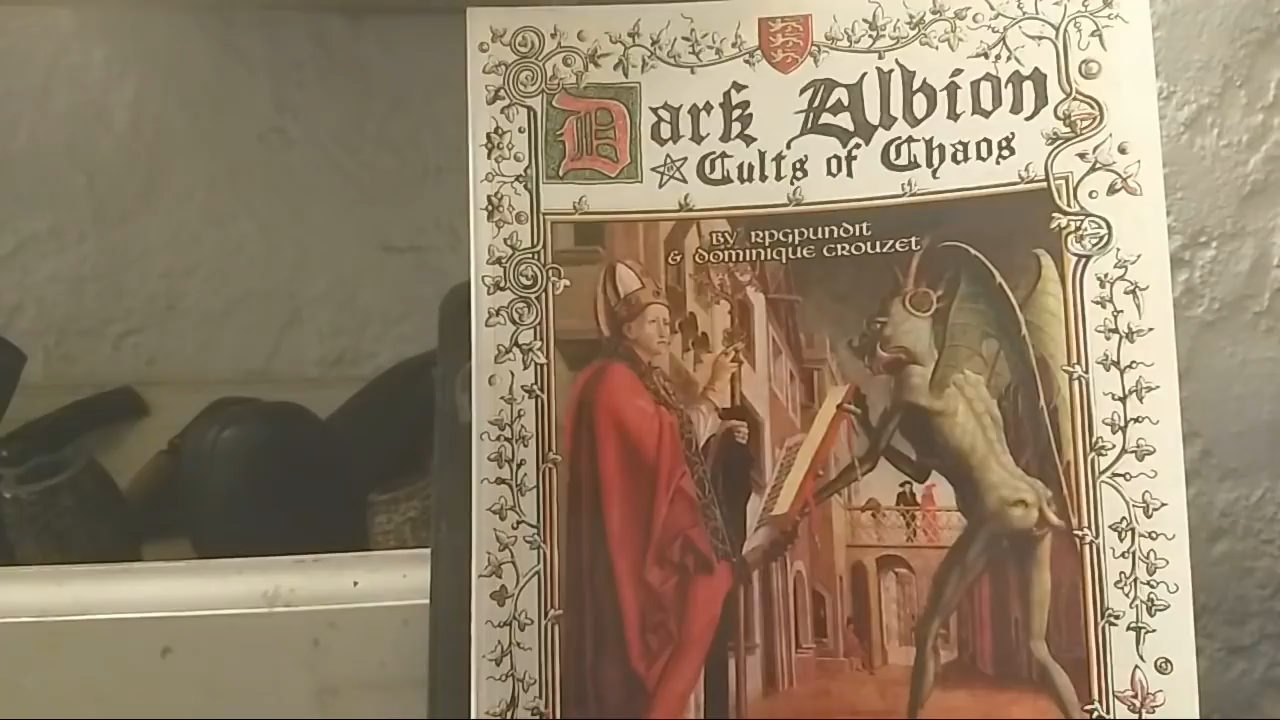 Dark Albion
Cults of Chaos
BY RPGPUNDIT
& DOMINIQUE CROUZET